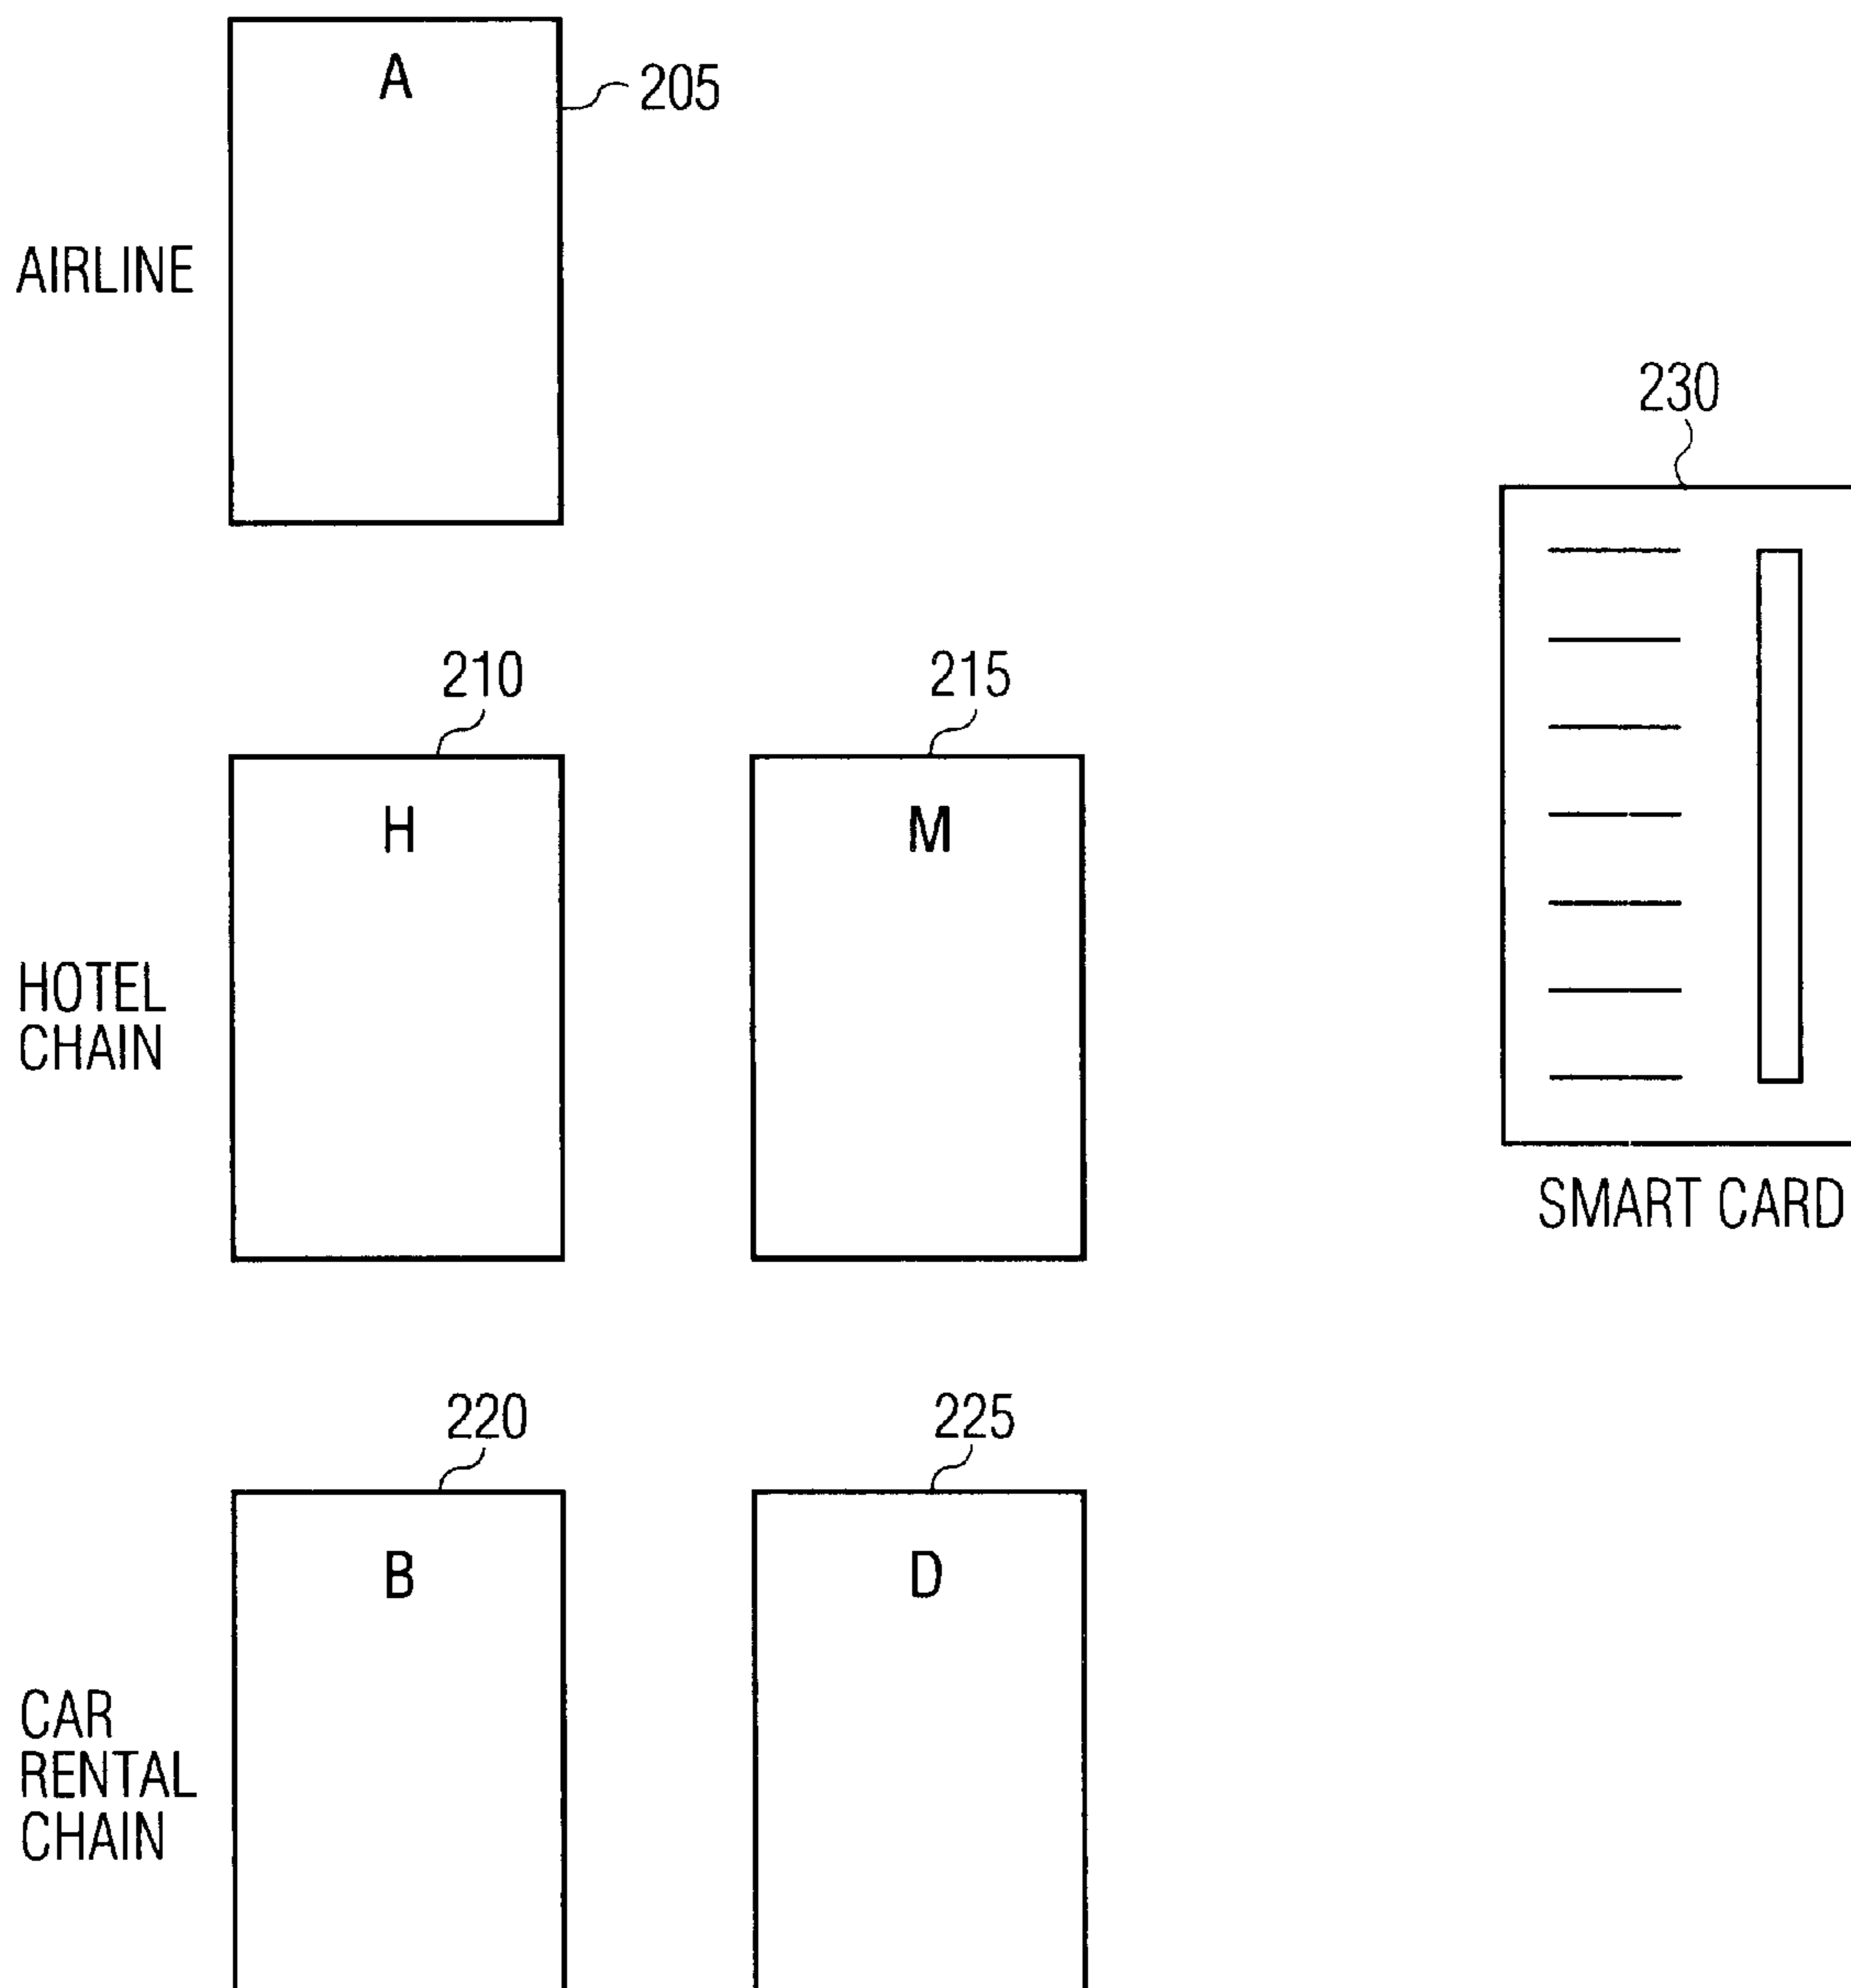 A
205
AIRLINE
230
210
215
H
M
HOTEL
CHAIN
SMART CARD
220
225
B
D
CAR
RENTAL
CHAIN